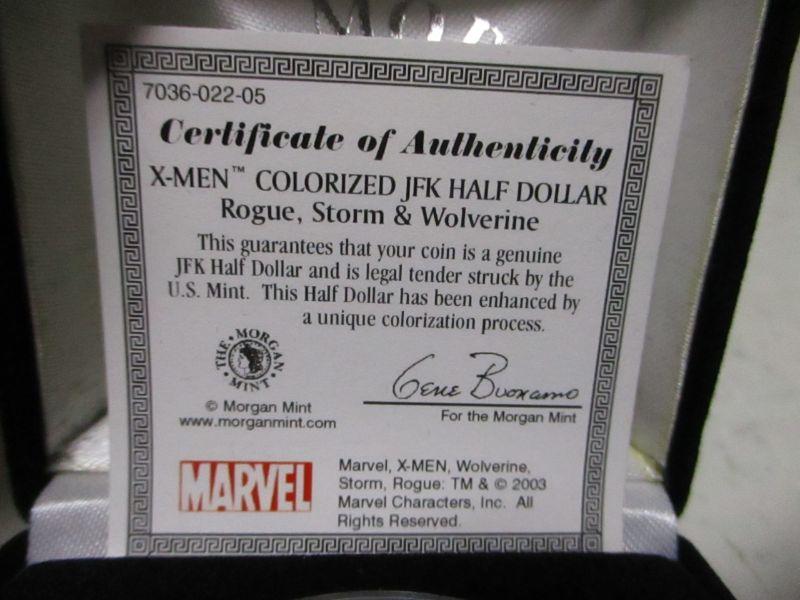 7036-022-05
Certificate of Authenticity
X-MEN™ COLORIZED JFK HALF DOLLAR
Rogue, Storm & Wolverine
This guarantees that your coin is a genuine
JFK Half Dollar and is legal tender struck by the
U.S. Mint. This Half Dollar has been enhanced by
a unique colorization process.
THE MORGAN MINT
Gene Buonamo
© Morgan Mint
www.morganmint.com
For the Morgan Mint
MARVEL
Marvel, X-MEN, Wolverine,
Storm, Rogue: TM & © 2003
Marvel Characters, Inc. All
Rights Reserved.